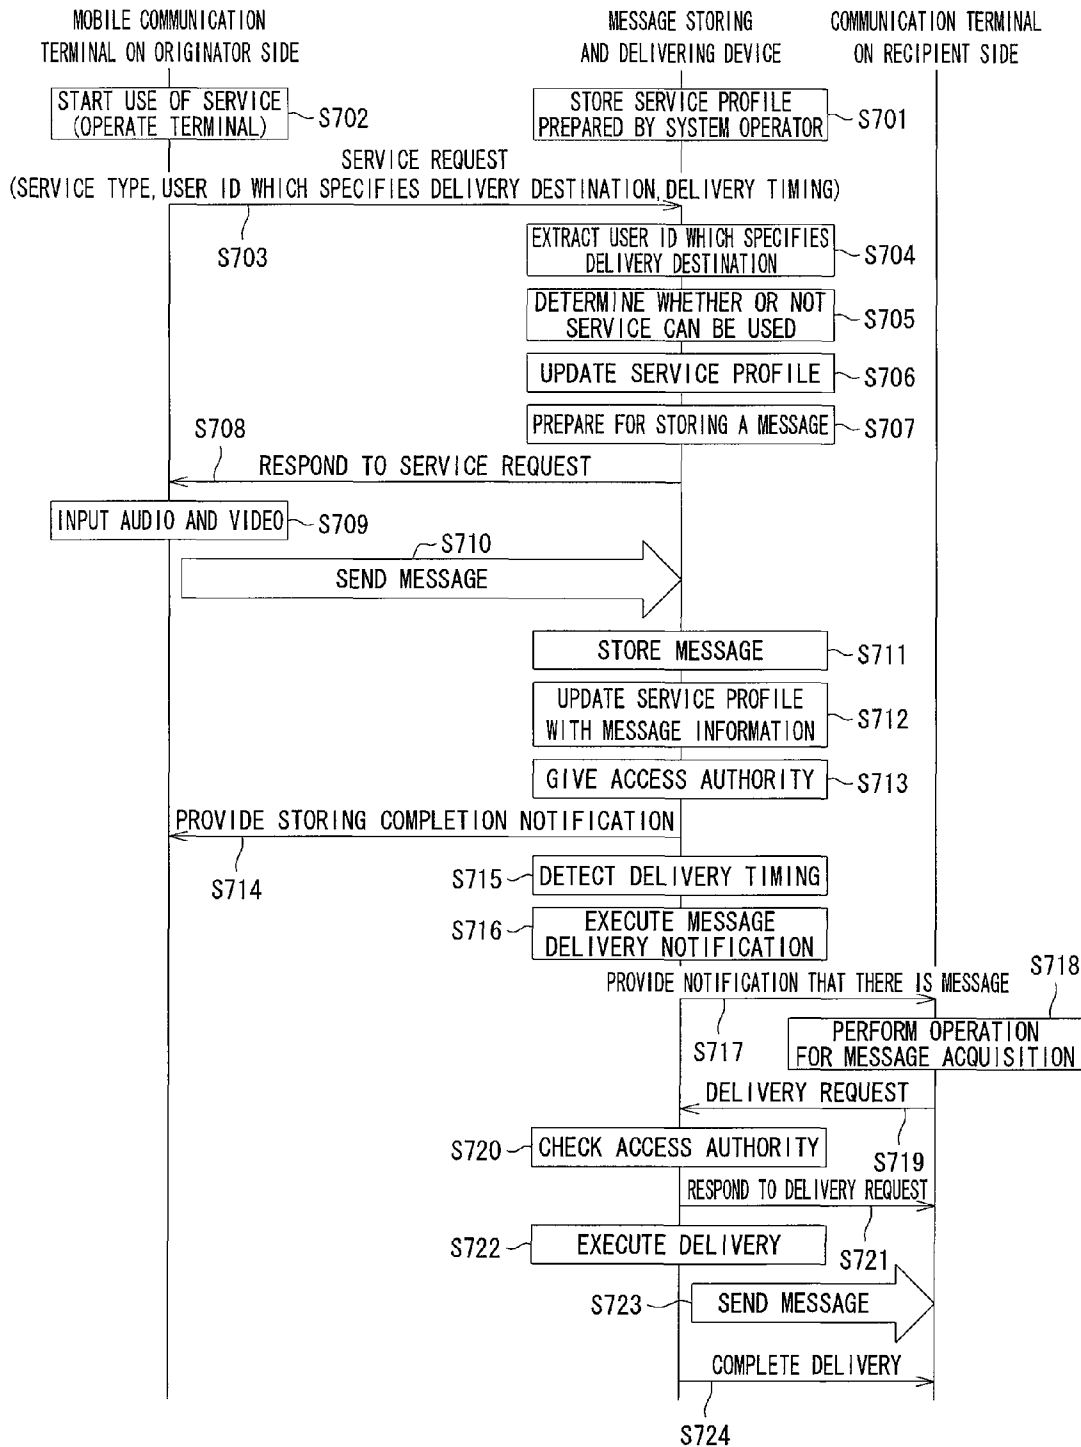 MOBILE COMMUNICATION
TERMINAL ON ORIGINATOR SIDE
MESSAGE STORING
AND DELIVERING DEVICE
COMMUNICATION TERMINAL
ON RECIPIENT SIDE
START USE OF SERVICE
(OPERATE TERMINAL)
S702
STORE SERVICE PROFILE
PREPARED BY SYSTEM OPERATOR
S701
SERVICE REQUEST
(SERVICE TYPE, USER ID WHICH SPECIFIES DELIVERY DESTINATION, DELIVERY TIMING)
S703
EXTRACT USER ID WHICH SPECIFIES
DELIVERY DESTINATION
S704
DETERMINE WHETHER OR NOT
SERVICE CAN BE USED
S705
UPDATE SERVICE PROFILE
S706
PREPARE FOR STORING A MESSAGE
S707
S708
RESPOND TO SERVICE REQUEST
INPUT AUDIO AND VIDEO
S709
S710
SEND MESSAGE
STORE MESSAGE
S711
UPDATE SERVICE PROFILE
WITH MESSAGE INFORMATION
S712
GIVE ACCESS AUTHORITY
S713
PROVIDE STORING COMPLETION NOTIFICATION
S714
S715
DETECT DELIVERY TIMING
S716
EXECUTE MESSAGE
DELIVERY NOTIFICATION
PROVIDE NOTIFICATION THAT THERE IS MESSAGE
S718
S717
PERFORM OPERATION
FOR MESSAGE ACQUISITION
DELIVERY REQUEST
S719
S720
CHECK ACCESS AUTHORITY
RESPOND TO DELIVERY REQUEST
S721
S722
EXECUTE DELIVERY
S723
SEND MESSAGE
COMPLETE DELIVERY
S724